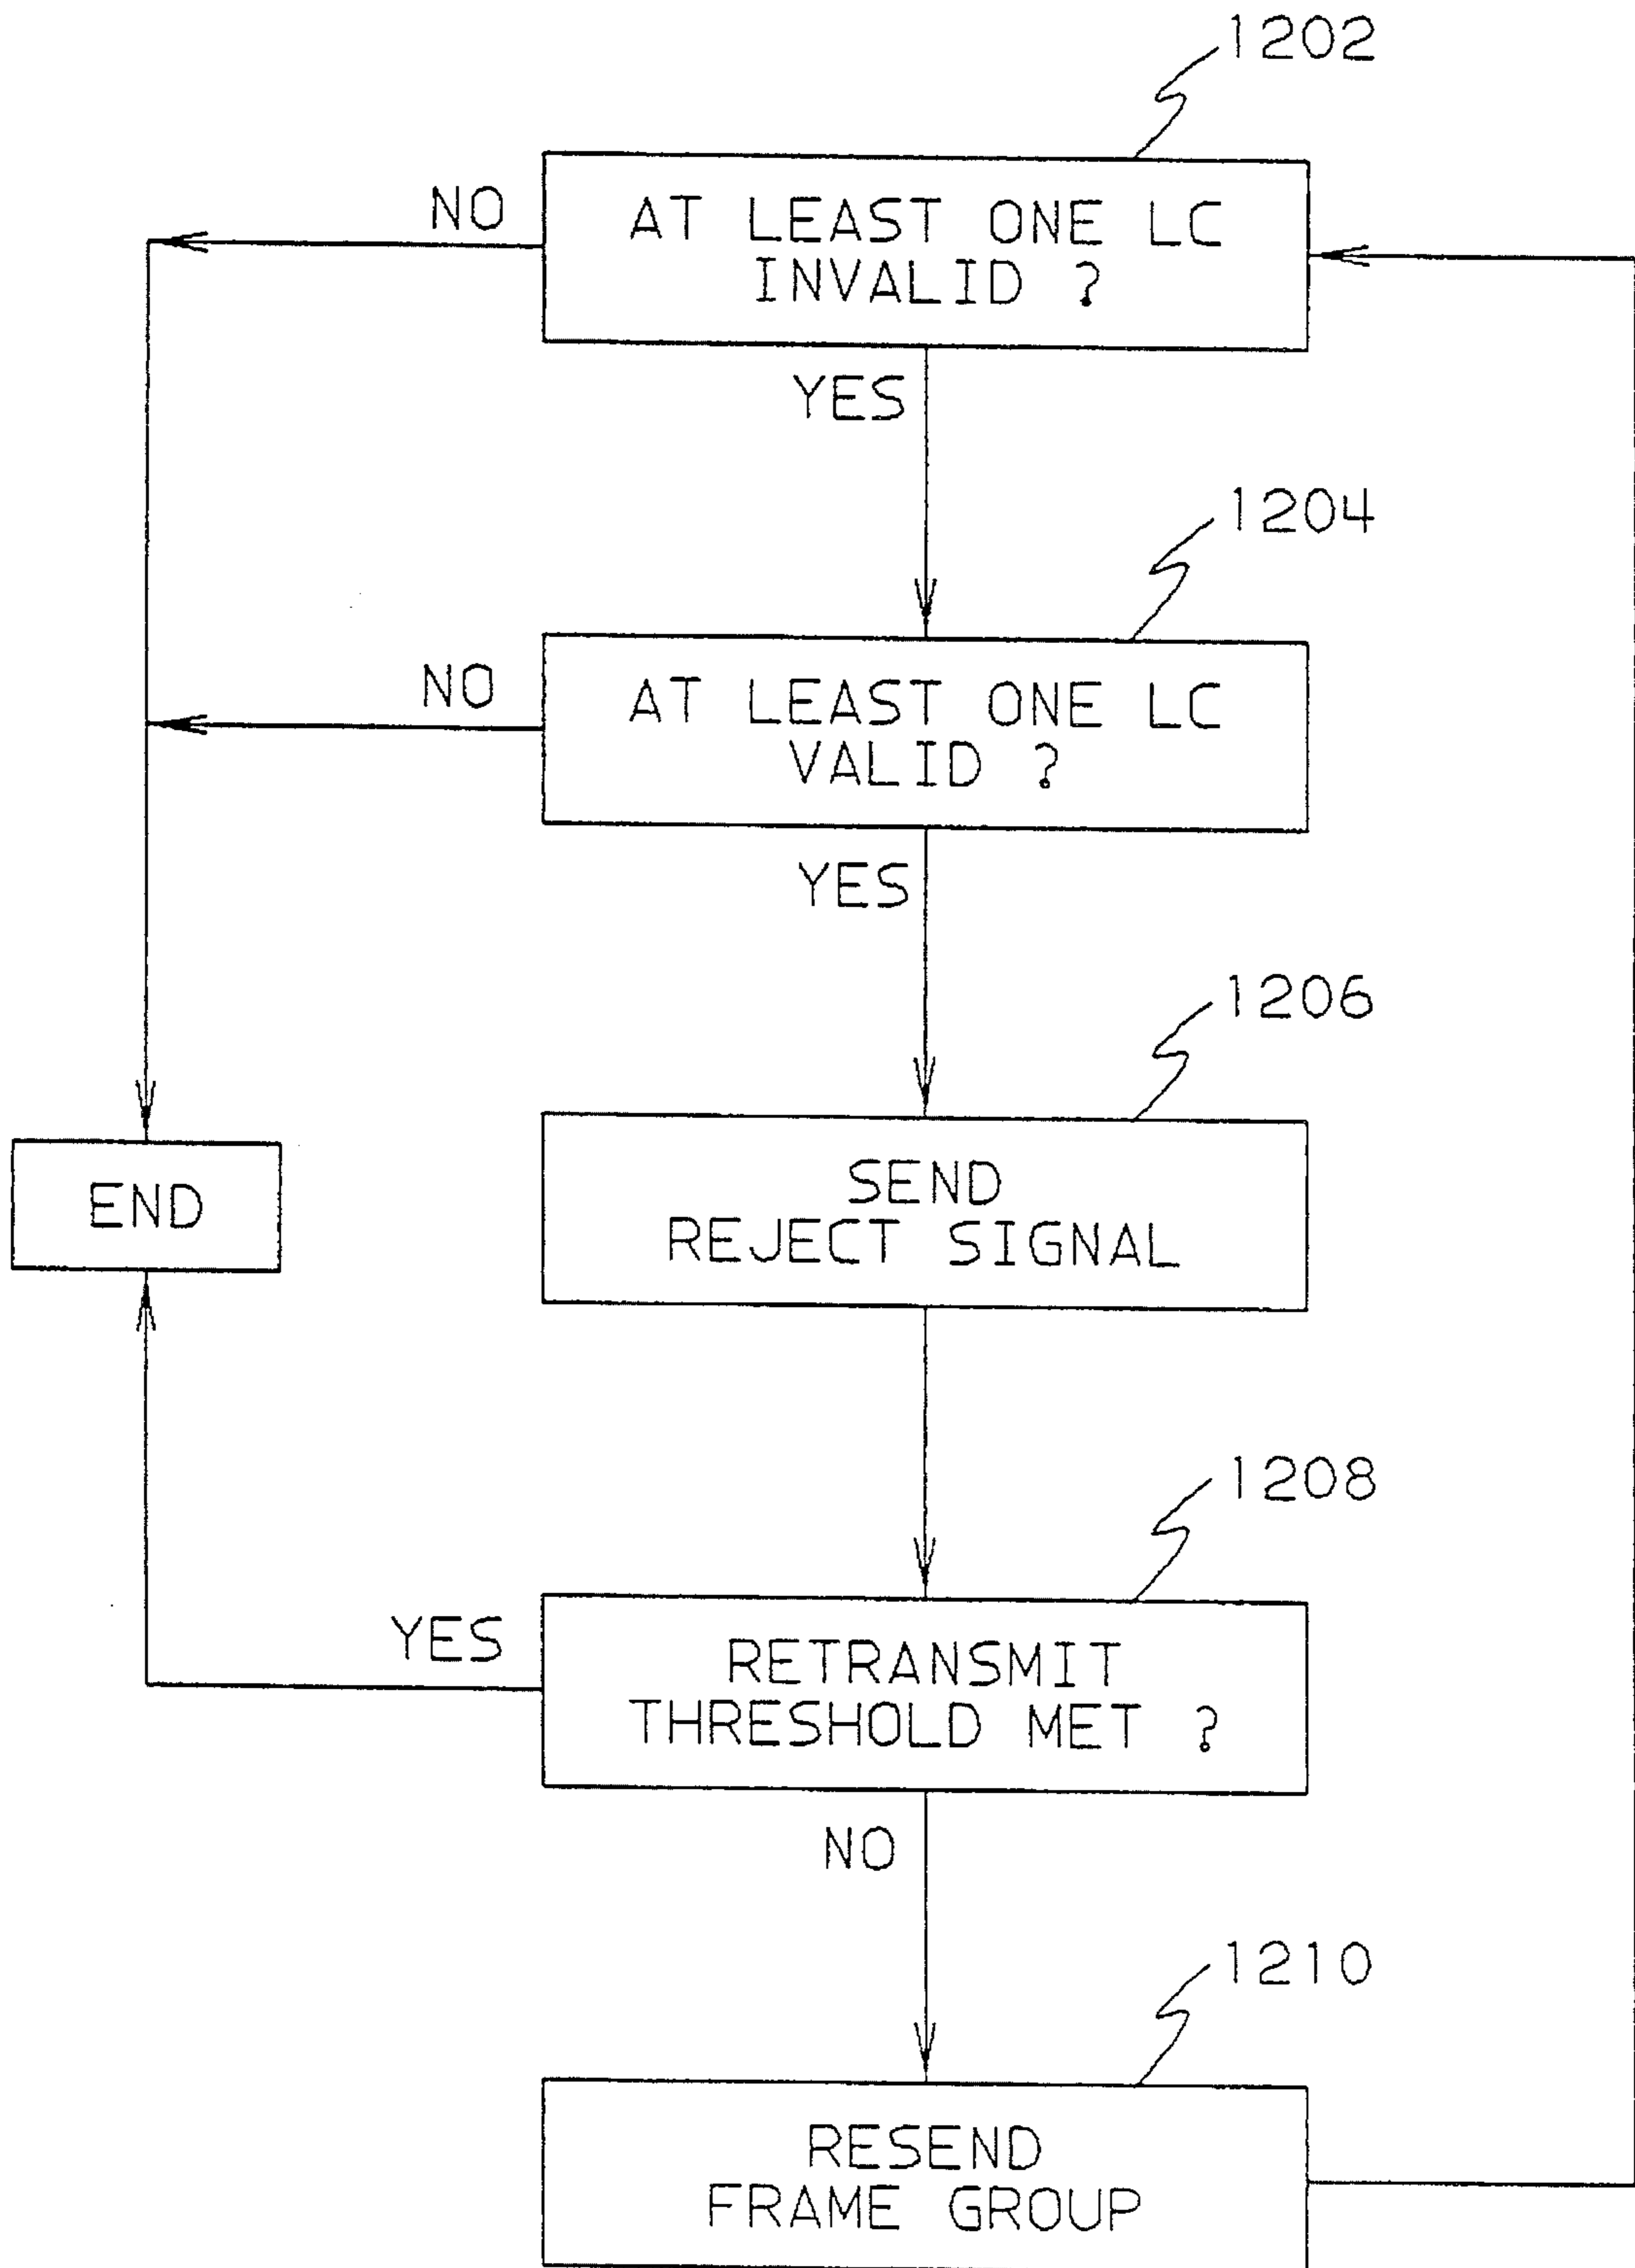 1202
NO
AT LEAST ONE LC
INVALID ?
YES
1204
NO
AT LEAST ONE LC
VALID ?
YES
1206
END
SEND
REJECT SIGNAL
1208
YES
RETRANSMIT
THRESHOLD MET ?
NO
1210
RESEND
FRAME GROUP